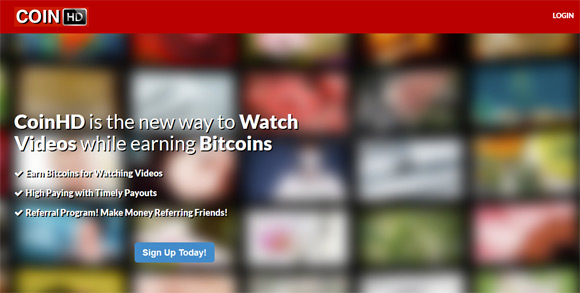 COIN HD
LOGIN
CoinHD is the new way to Watch
Videos while earning Bitcoins
✔ Earn Bitcoins for Watching Videos
✔ High Paying with Timely Payouts
✔ Referral Program! Make Money Referring Friends!
Sign Up Today!